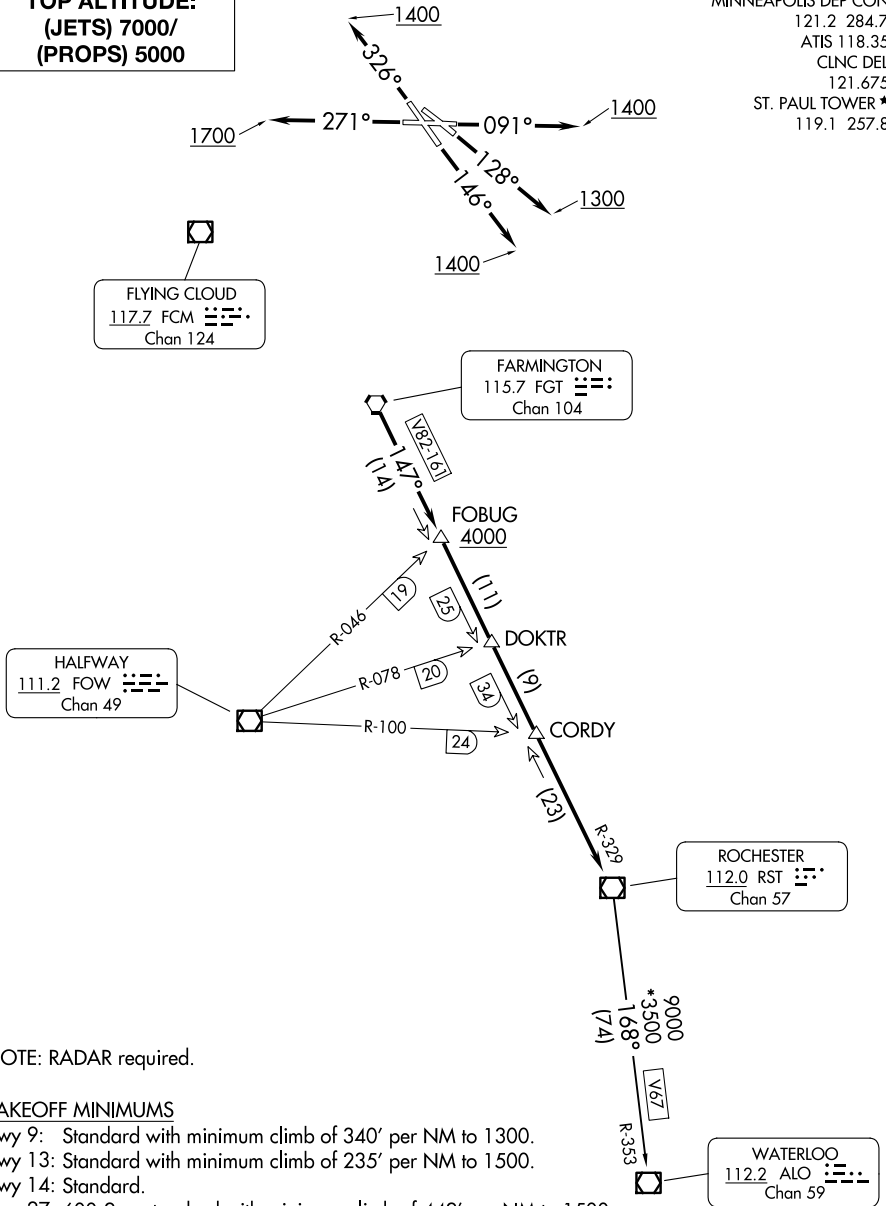 TOP ALTITUDE:
(JETS) 7000/
(PROPS) 5000
MINNEAPOLIS DEP CON
121.2 284.7
ATIS 118.35
CLNC DEL
121.675
ST. PAUL TOWER ★
119.1 257.8
1400
326°
1700
271°
091°
1400
128°
1300
146°
1400
FLYING CLOUD
117.7 FCM
Chan 124
FARMINGTON
115.7 FGT
Chan 104
V82-161
147°
(14)
FOBUG
4000
(11)
R-046
19
25
DOKTR
HALFWAY
111.2 FOW
Chan 49
R-078
20
(9)
34
R-100
24
CORDY
(23)
R-329
ROCHESTER
112.0 RST
Chan 57
9000
*3500
168°
(74)
V67
R-353
WATERLOO
112.2 ALO
Chan 59
OTE: RADAR required.
AKEOFF MINIMUMS
wy 9: Standard with minimum climb of 340' per NM to 1300.
wy 13: Standard with minimum climb of 235' per NM to 1500.
wy 14: Standard.